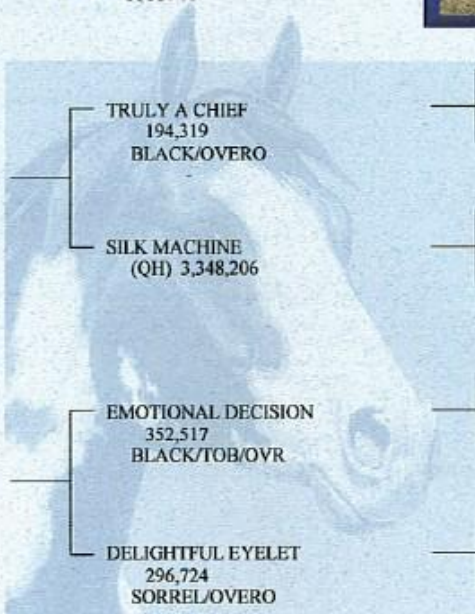 TRULY A CHIEF
194,319
BLACK/OVERO
SILK MACHINE
(QH) 3,348,206
EMOTIONAL DECISION
352,517
BLACK/TOB/OVR
DELIGHTFUL EYELET
296,724
SORREL/OVERO